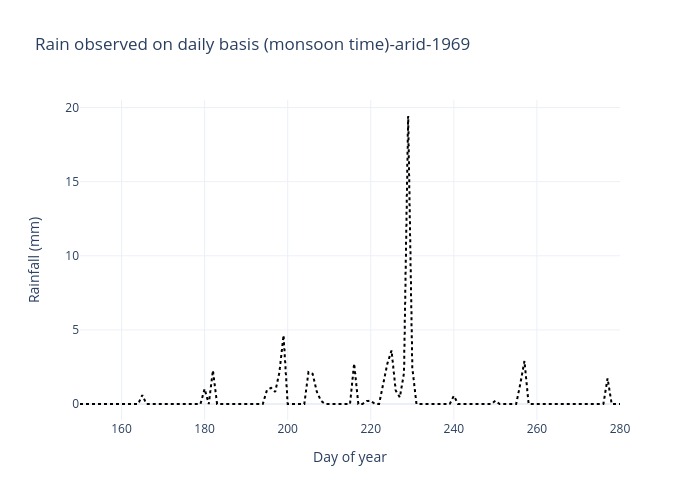 Rain observed on daily basis (monsoon time)-arid-1969
20
15
10
5
0
Rainfall (mm)
160 180 200 220 240 260 280
Day of year